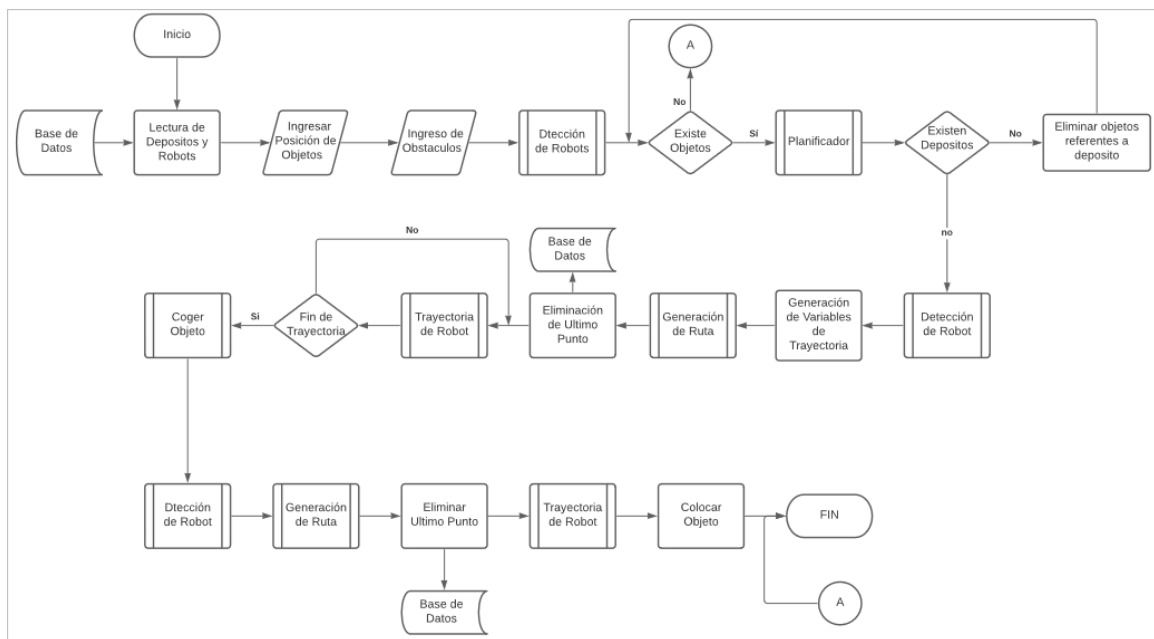 Inicio
A
Base de
Datos
Lectura de
Depositos y
Robots
Ingresar
Posición de
Objetos
Ingreso de
Obstaculos
Dtección
de Robots
No
Existe
Objetos
Sí
Planificador
Existen
Depositos
No
Eliminar objetos
referentes a
deposito
no
No
Base de
Datos
Coger
Objeto
Si
Fin de
Trayectoria
Trayectoria
de Robot
Eliminación
de Ultimo
Punto
Generación
de Ruta
Generación
de Variables
de
Trayectoria
Detección
de Robot
Dtección
de Robot
Generación
de Ruta
Eliminar
Ultimo Punto
Trayectoria
de Robot
Colocar
Objeto
FIN
Base de
Datos
A